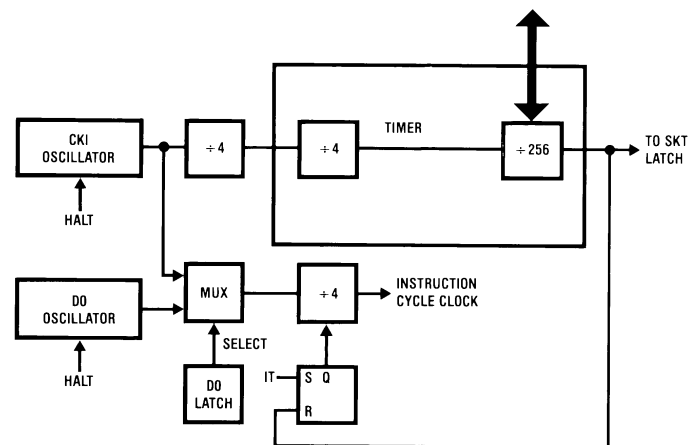 CKI
OSCILLATOR
HALT
÷4
÷4
TIMER
÷256
TO SKT
LATCH
DO
OSCILLATOR
HALT
MUX
SELECT
DO
LATCH
÷4
INSTRUCTION
CYCLE CLOCK
IT
S Q
R